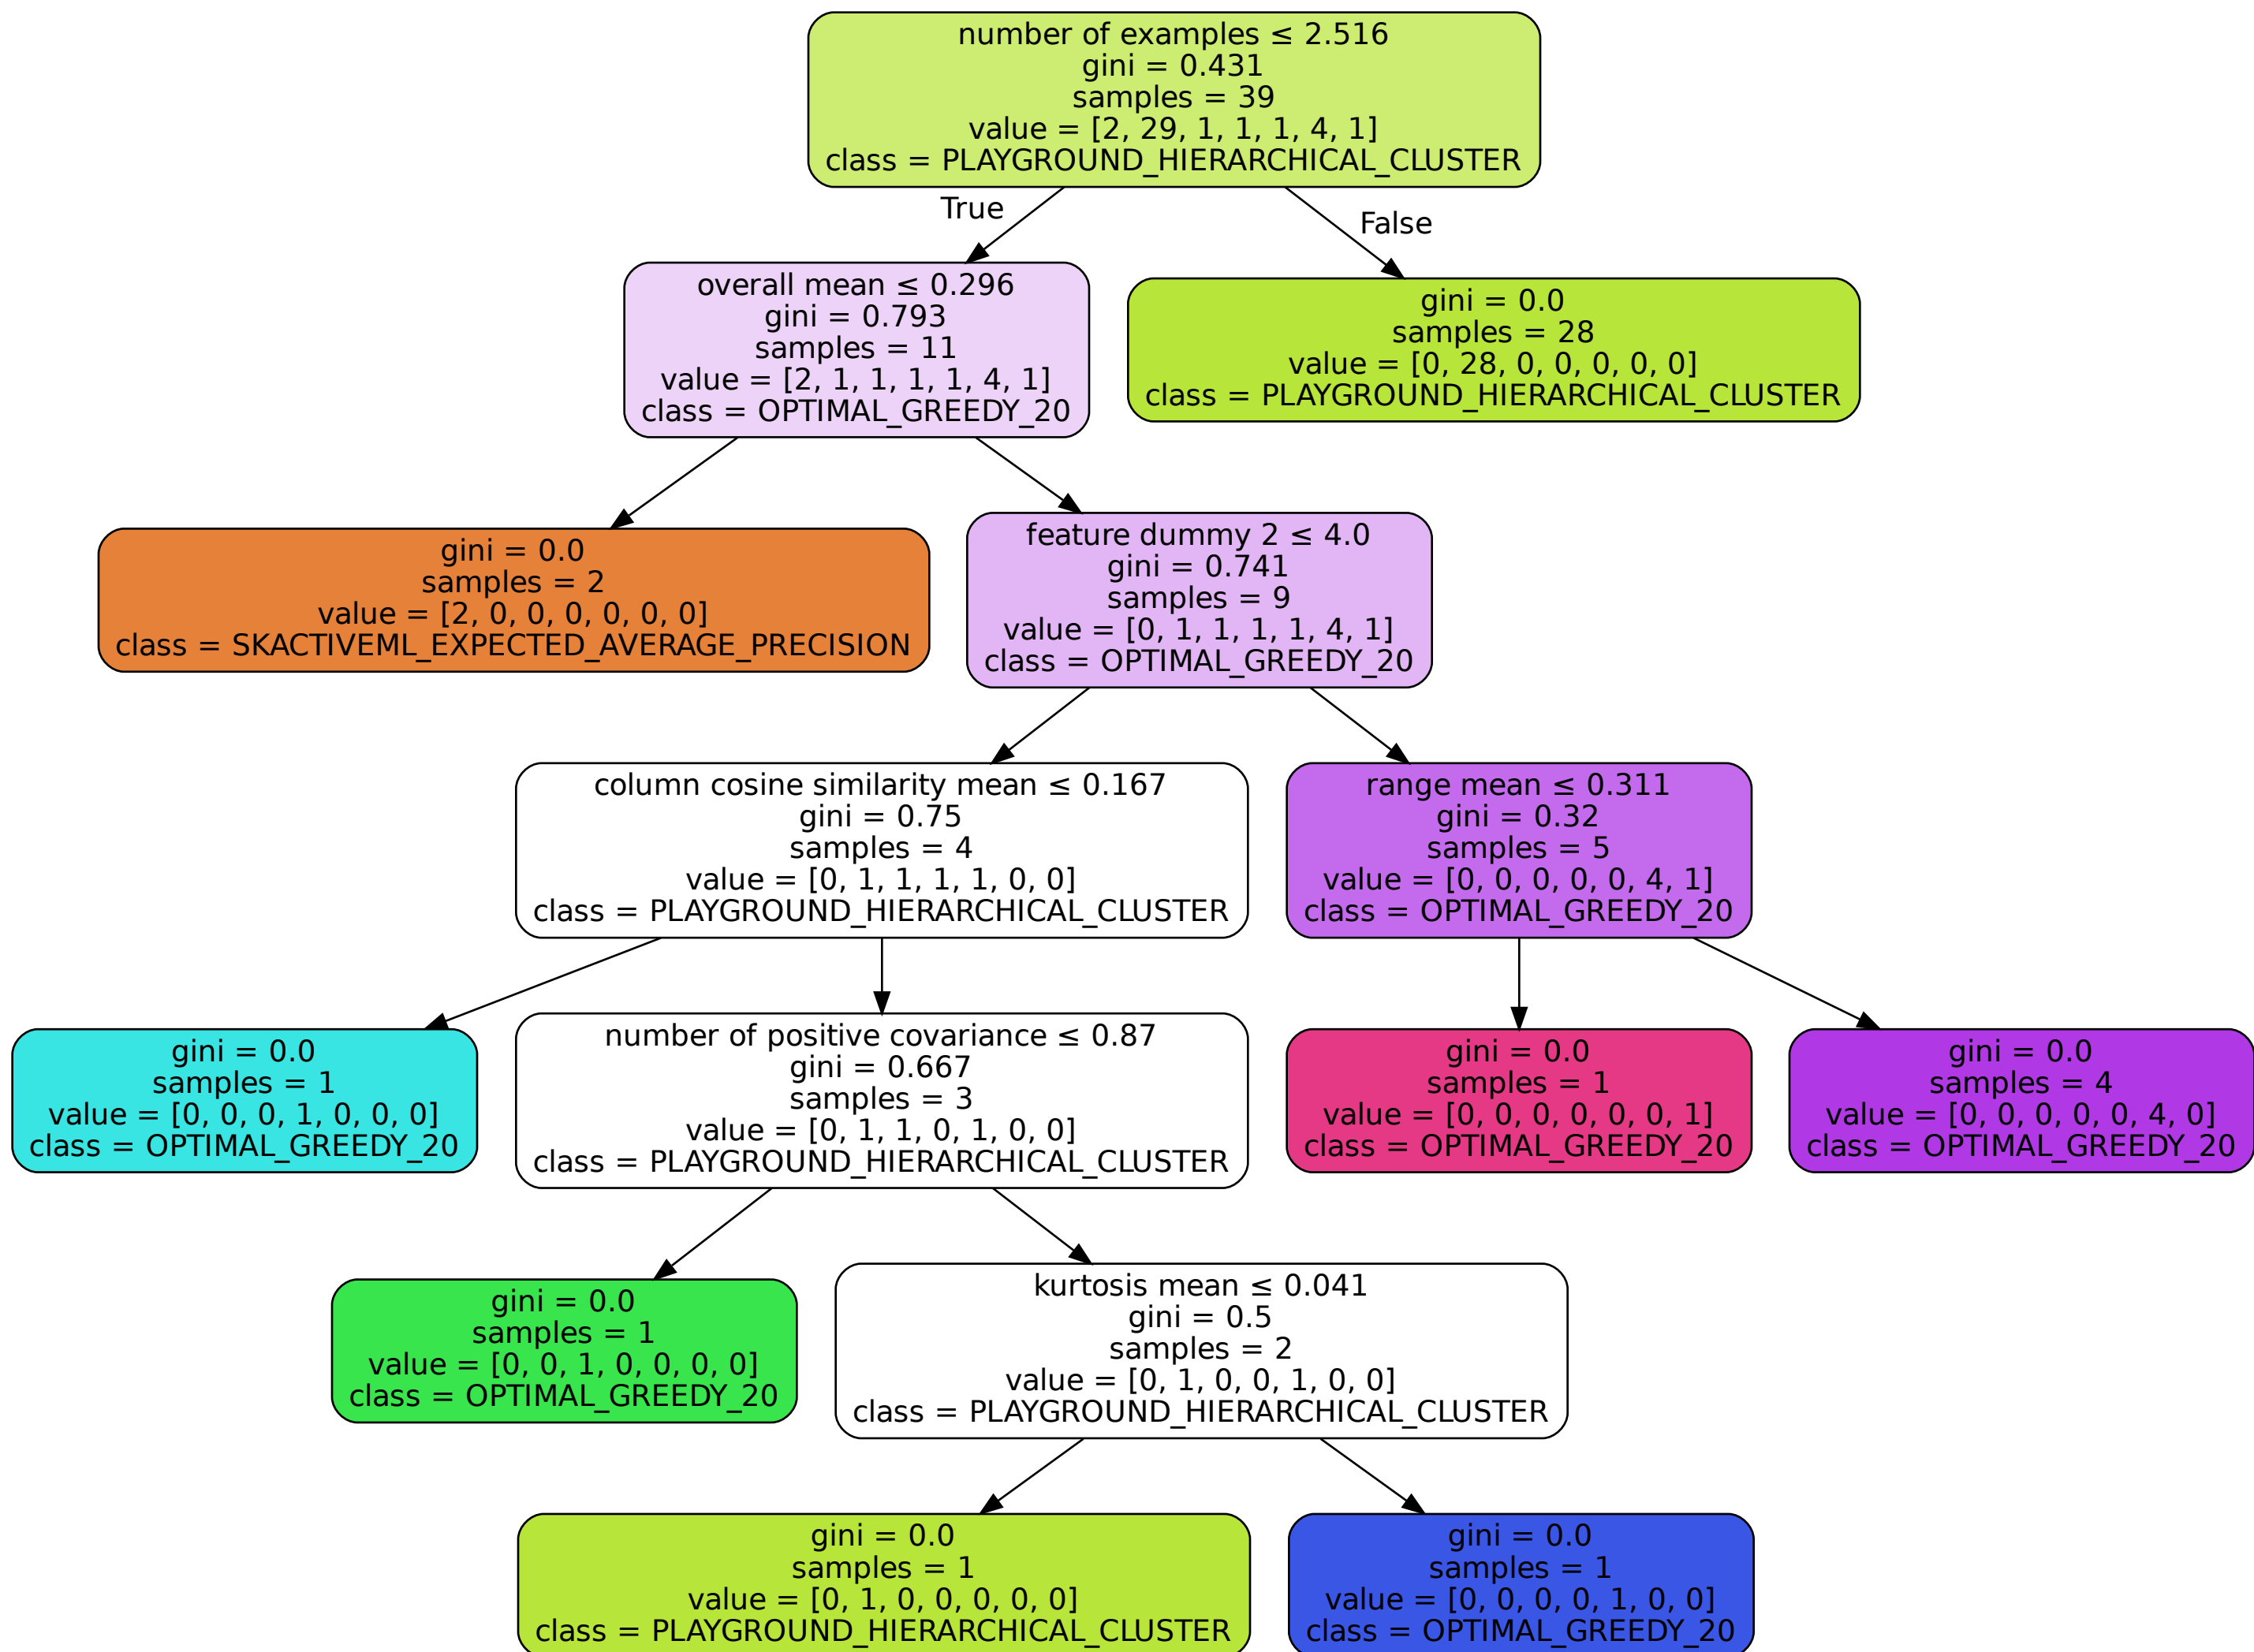 number of examples ≤ 2.516
gini = 0.431
samples = 39
value = [2, 29, 1, 1, 1, 4, 1]
class = PLAYGROUND_HIERARCHICAL_CLUSTER
True
False
overall mean ≤ 0.296
gini = 0.793
samples = 11
value = [2, 1, 1, 1, 1, 4, 1]
class = OPTIMAL_GREEDY_20
gini = 0.0
samples = 28
value = [0, 28, 0, 0, 0, 0, 0]
class = PLAYGROUND_HIERARCHICAL_CLUSTER
gini = 0.0
samples = 2
value = [2, 0, 0, 0, 0, 0, 0]
class = SKACTIVEML_EXPECTED_AVERAGE_PRECISION
feature dummy 2 ≤ 4.0
gini = 0.741
samples = 9
value = [0, 1, 1, 1, 1, 4, 1]
class = OPTIMAL_GREEDY_20
column cosine similarity mean ≤ 0.167
gini = 0.75
samples = 4
value = [0, 1, 1, 1, 1, 0, 0]
class = PLAYGROUND_HIERARCHICAL_CLUSTER
range mean ≤ 0.311
gini = 0.32
samples = 5
value = [0, 0, 0, 0, 0, 4, 1]
class = OPTIMAL_GREEDY_20
gini = 0.0
samples = 1
value = [0, 0, 0, 1, 0, 0, 0]
class = OPTIMAL_GREEDY_20
number of positive covariance ≤ 0.87
gini = 0.667
samples = 3
value = [0, 1, 1, 0, 1, 0, 0]
class = PLAYGROUND_HIERARCHICAL_CLUSTER
gini = 0.0
samples = 1
value = [0, 0, 0, 0, 0, 0, 1]
class = OPTIMAL_GREEDY_20
gini = 0.0
samples = 4
value = [0, 0, 0, 0, 0, 4, 0]
class = OPTIMAL_GREEDY_20
gini = 0.0
samples = 1
value = [0, 0, 1, 0, 0, 0, 0]
class = OPTIMAL_GREEDY_20
kurtosis mean ≤ 0.041
gini = 0.5
samples = 2
value = [0, 1, 0, 0, 1, 0, 0]
class = PLAYGROUND_HIERARCHICAL_CLUSTER
gini = 0.0
samples = 1
value = [0, 1, 0, 0, 0, 0, 0]
class = PLAYGROUND_HIERARCHICAL_CLUSTER
gini = 0.0
samples = 1
value = [0, 0, 0, 0, 1, 0, 0]
class = OPTIMAL_GREEDY_20